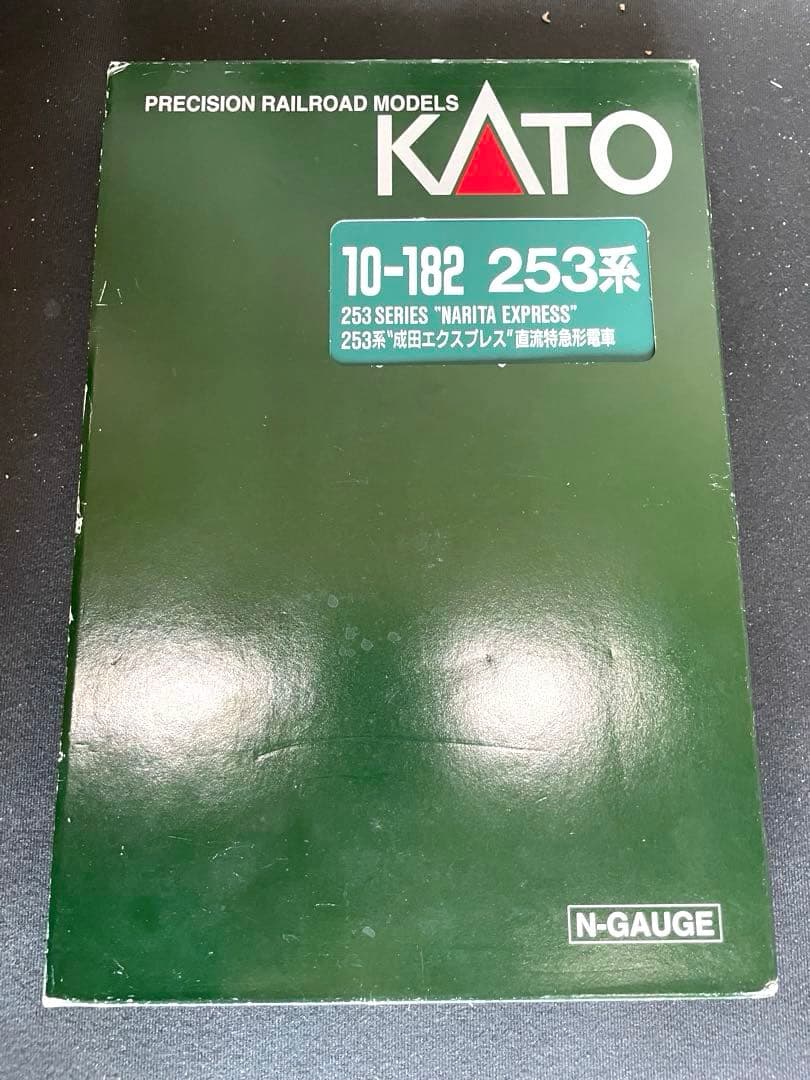 PRECISION RAILROAD MODELS
KATO
10-182 253系
253 SERIES "NARITA EXPRESS"
253系"成田エクスプレス"直流特急形電車
N-GAUGE